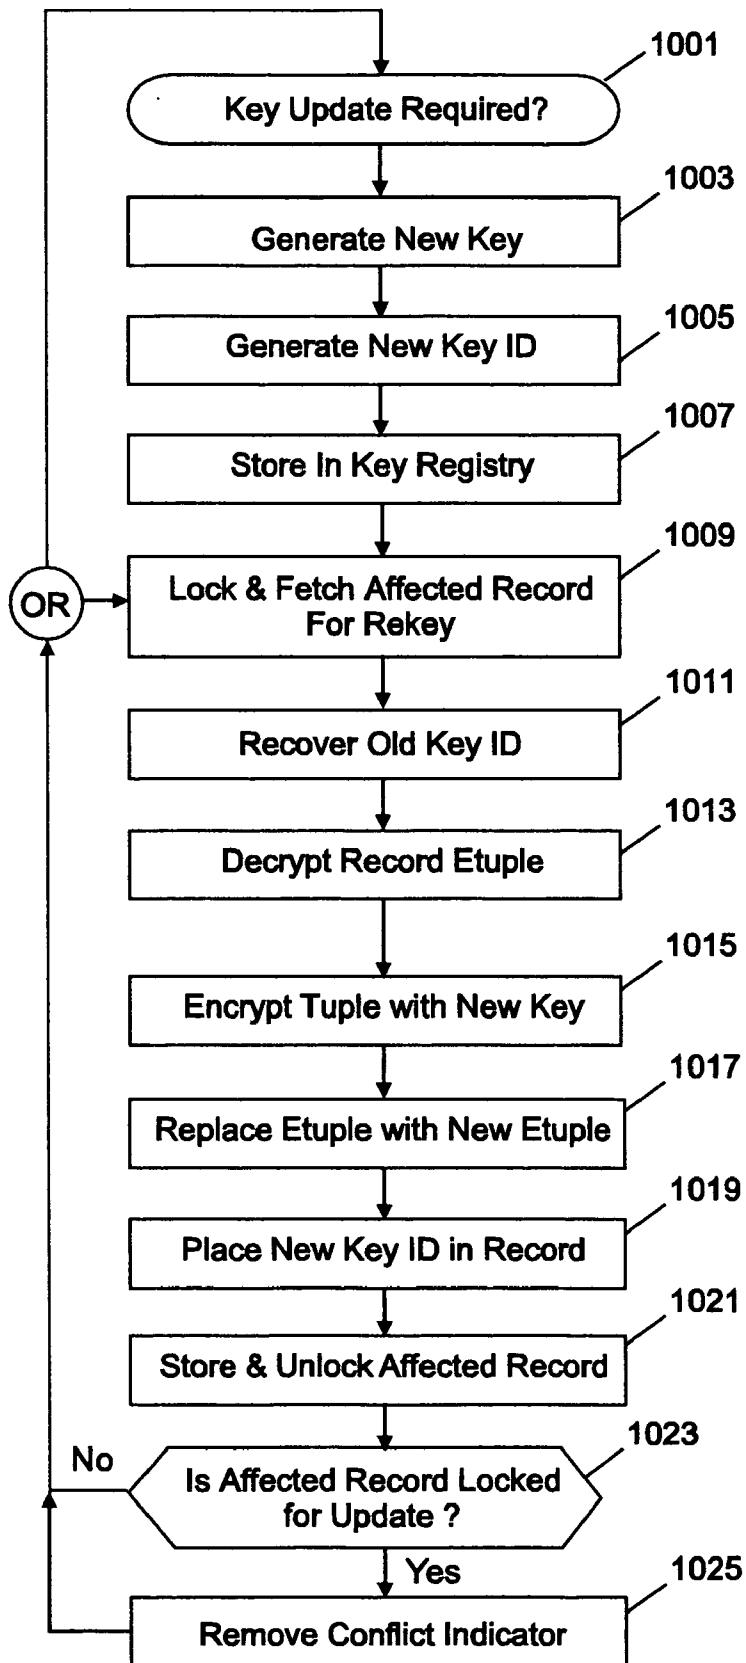 1001
Key Update Required?
1003
Generate New Key
1005
Generate New Key ID
1007
Store In Key Registry
1009
OR
Lock & Fetch Affected Record
For Rekey
1011
Recover Old Key ID
1013
Decrypt Record Etuple
1015
Encrypt Tuple with New Key
1017
Replace Etuple with New Etuple
1019
Place New Key ID in Record
1021
Store & Unlock Affected Record
1023
No
Is Affected Record Locked
for Update ?
Yes
1025
Remove Conflict Indicator